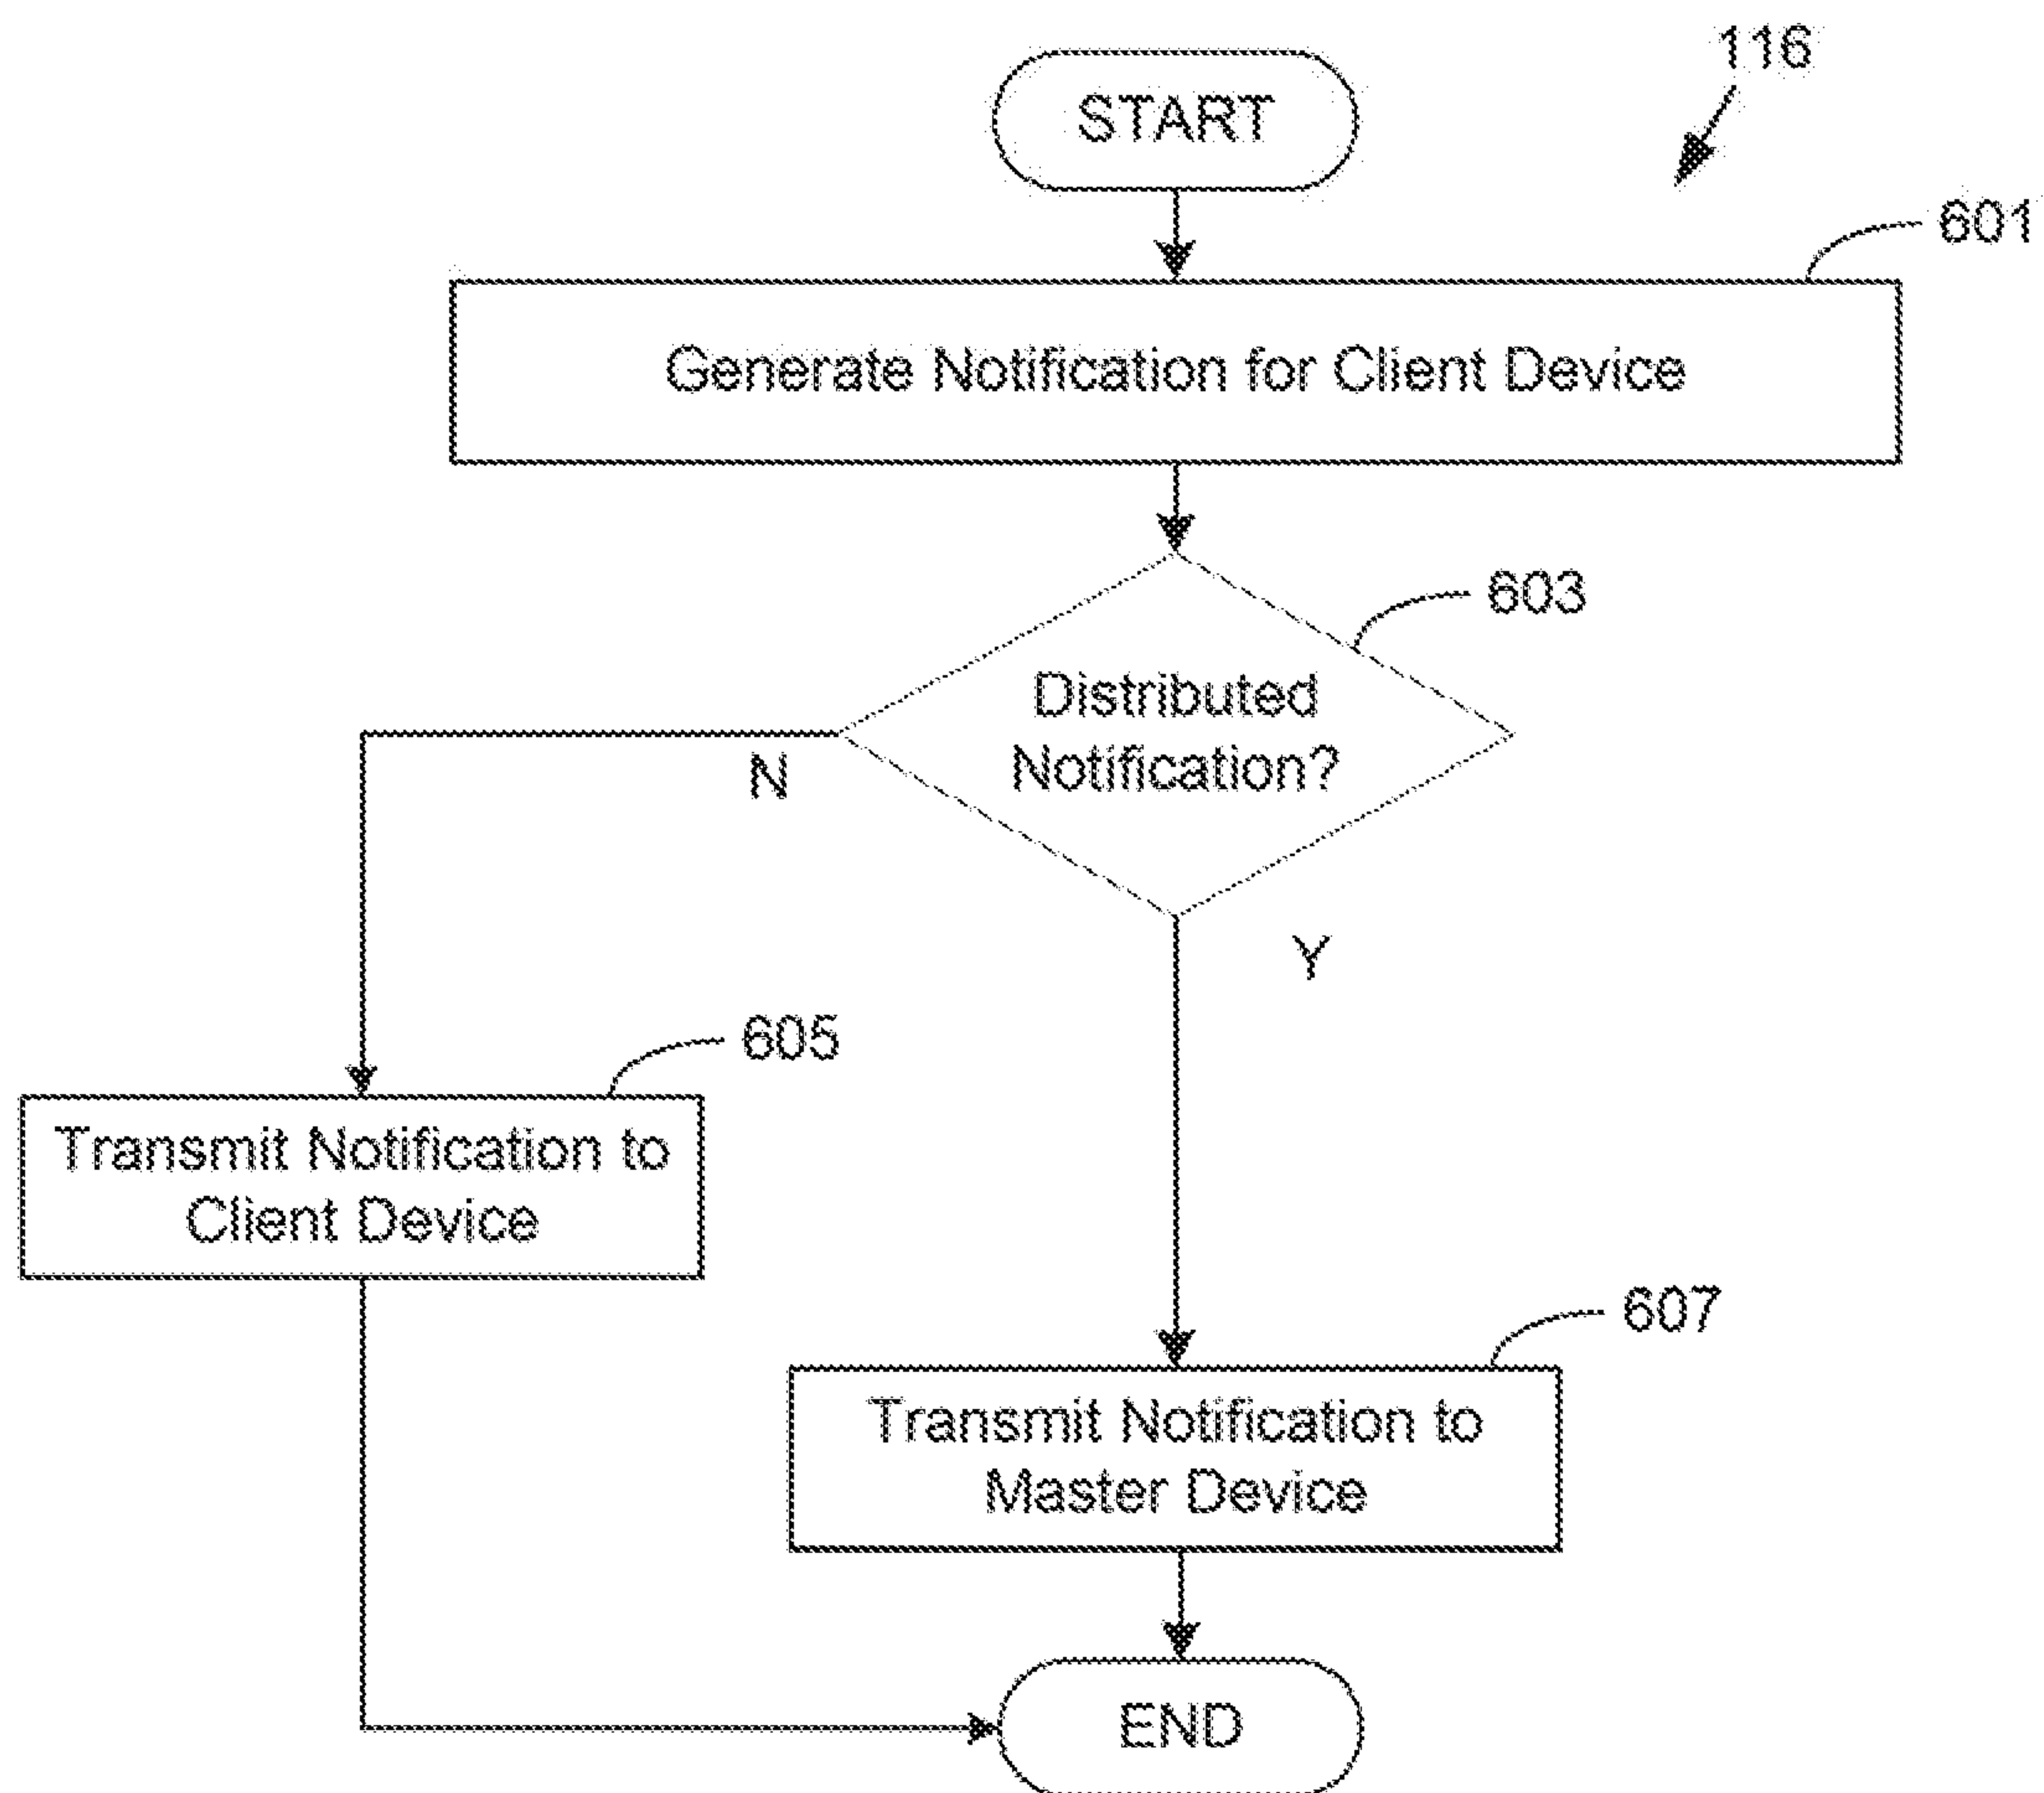 116
START
601
Generate Notification for Client Device
603
Distributed
Notification?
N
Y
605
Transmit Notification to
Client Device
607
Transmit Notification to
Master Device
END